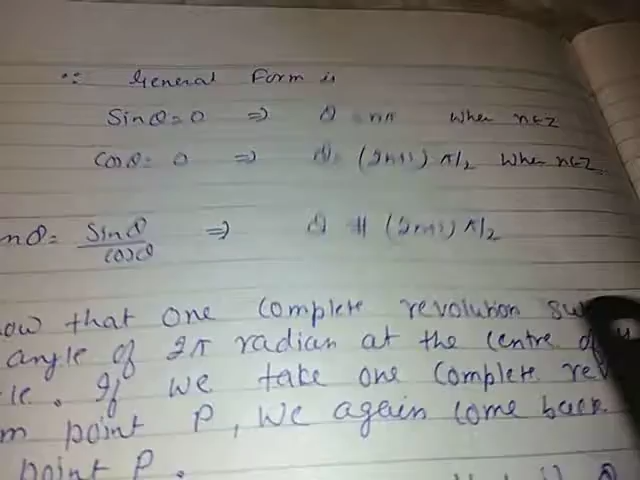 ∵ General Form is
Sinθ = 0 ⇒ θ = nπ When n∈Z
Cosθ = 0 ⇒ θ = (2n+1) π/2 When n∈Z
nθ = Sinθ/Cosθ ⇒ θ ≠ (2n+1) π/2
ow that one complete revolution
angle of 2π radian at the centre of
le. If we take one complete rev
m point P, we again come back
point P.